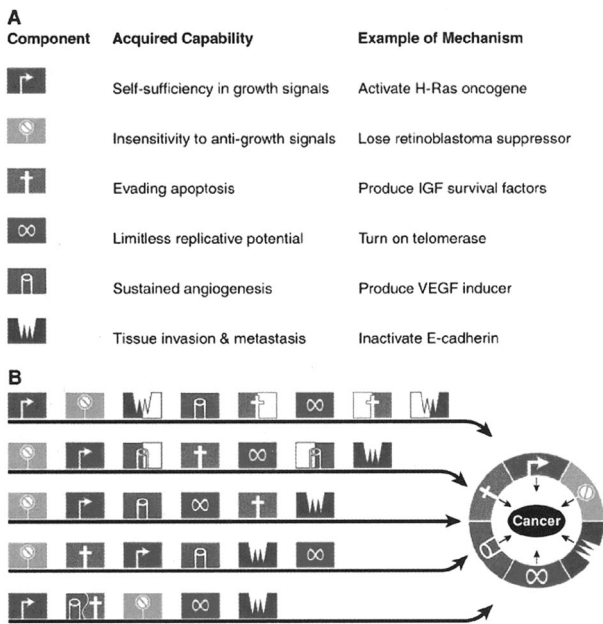 A
Component Acquired Capability Example of Mechanism
Self-sufficiency in growth signals Activate H-Ras oncogene
Insensitivity to anti-growth signals Lose retinoblastoma suppressor
Evading apoptosis Produce IGF survival factors
Limitless replicative potential Turn on telomerase
Sustained angiogenesis Produce VEGF inducer
Tissue invasion & metastasis Inactivate E-cadherin
B
Cancer